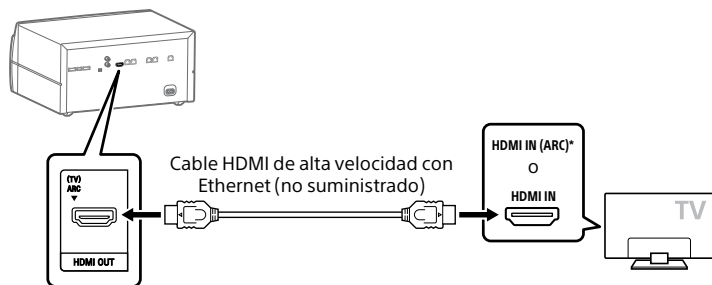 Cable HDMI de alta velocidad con
Ethernet (no suministrado)
(TV)
ARC
HDMI OUT
HDMI IN (ARC)*
O
HDMI IN
TV